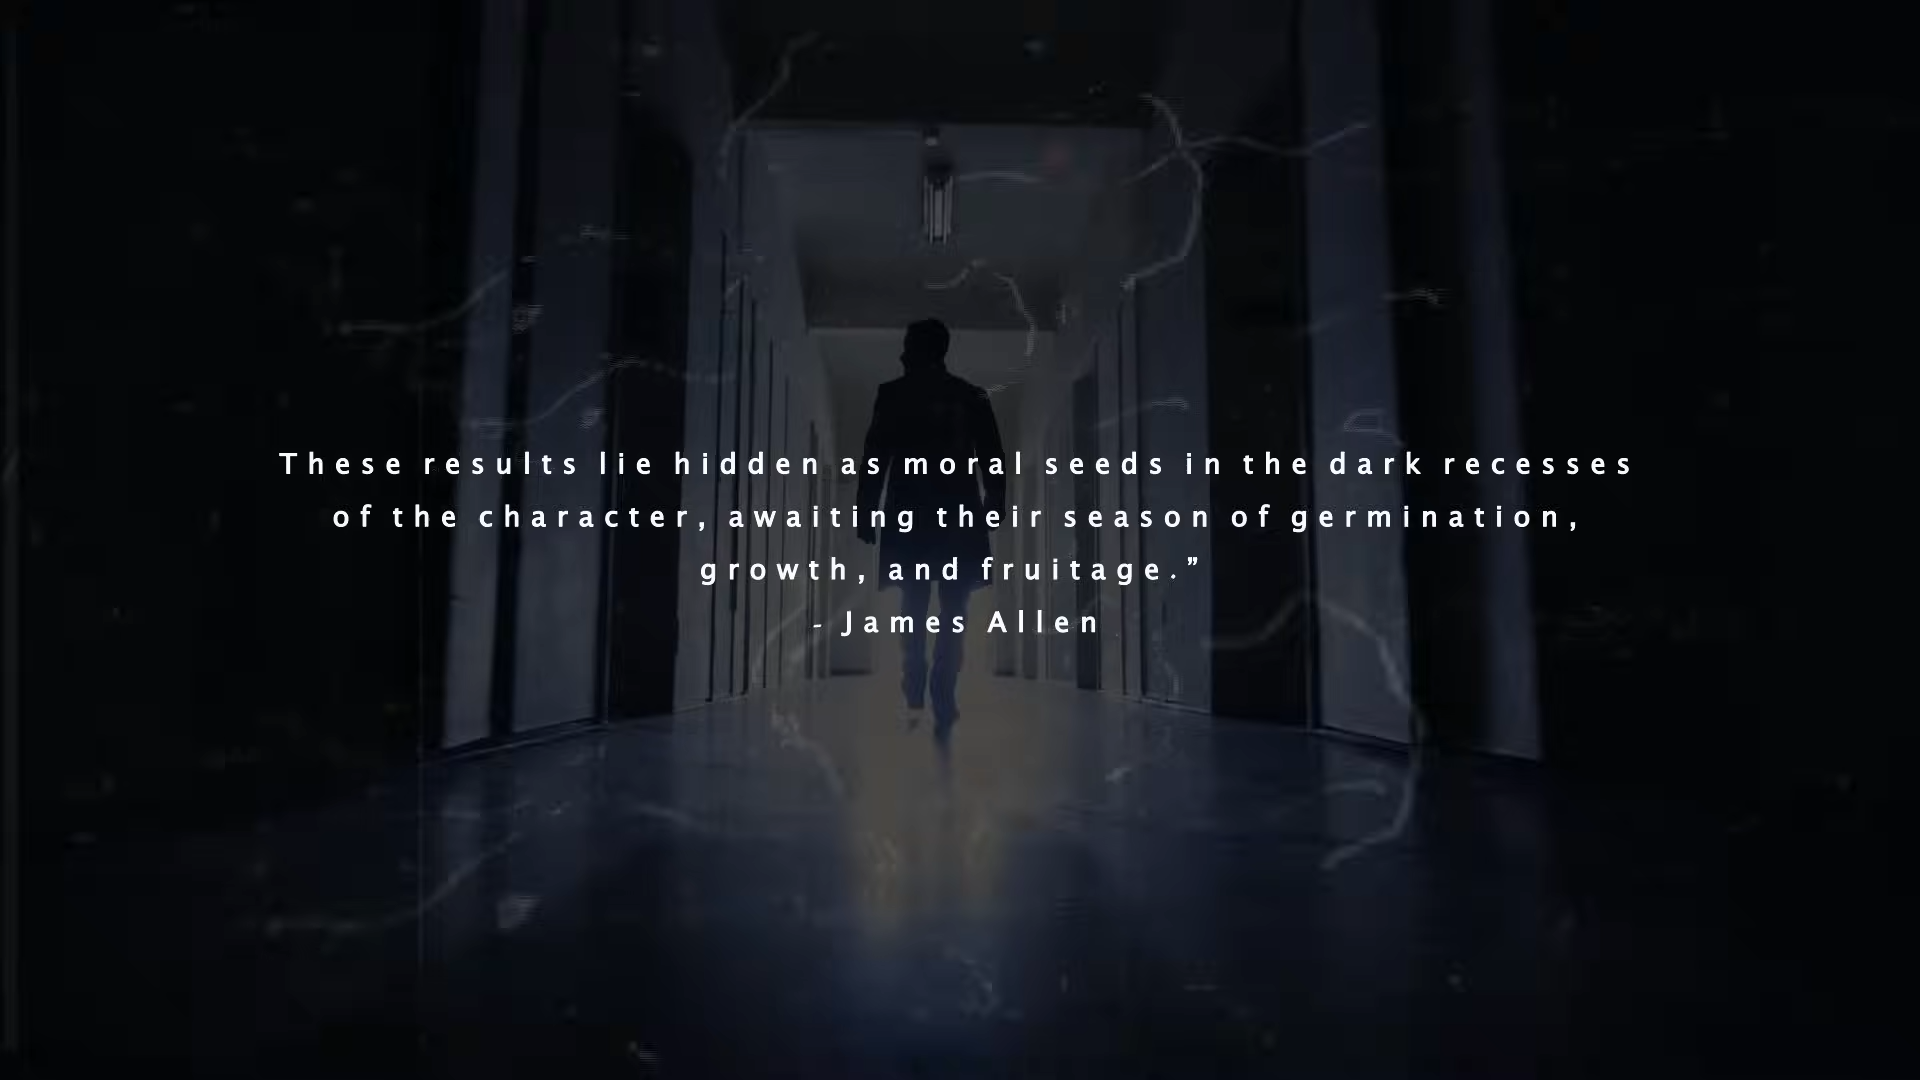 These results lie hidden as moral seeds in the dark recesses
of the character, awaiting their season of germination,
growth, and fruitage.”
- James Allen